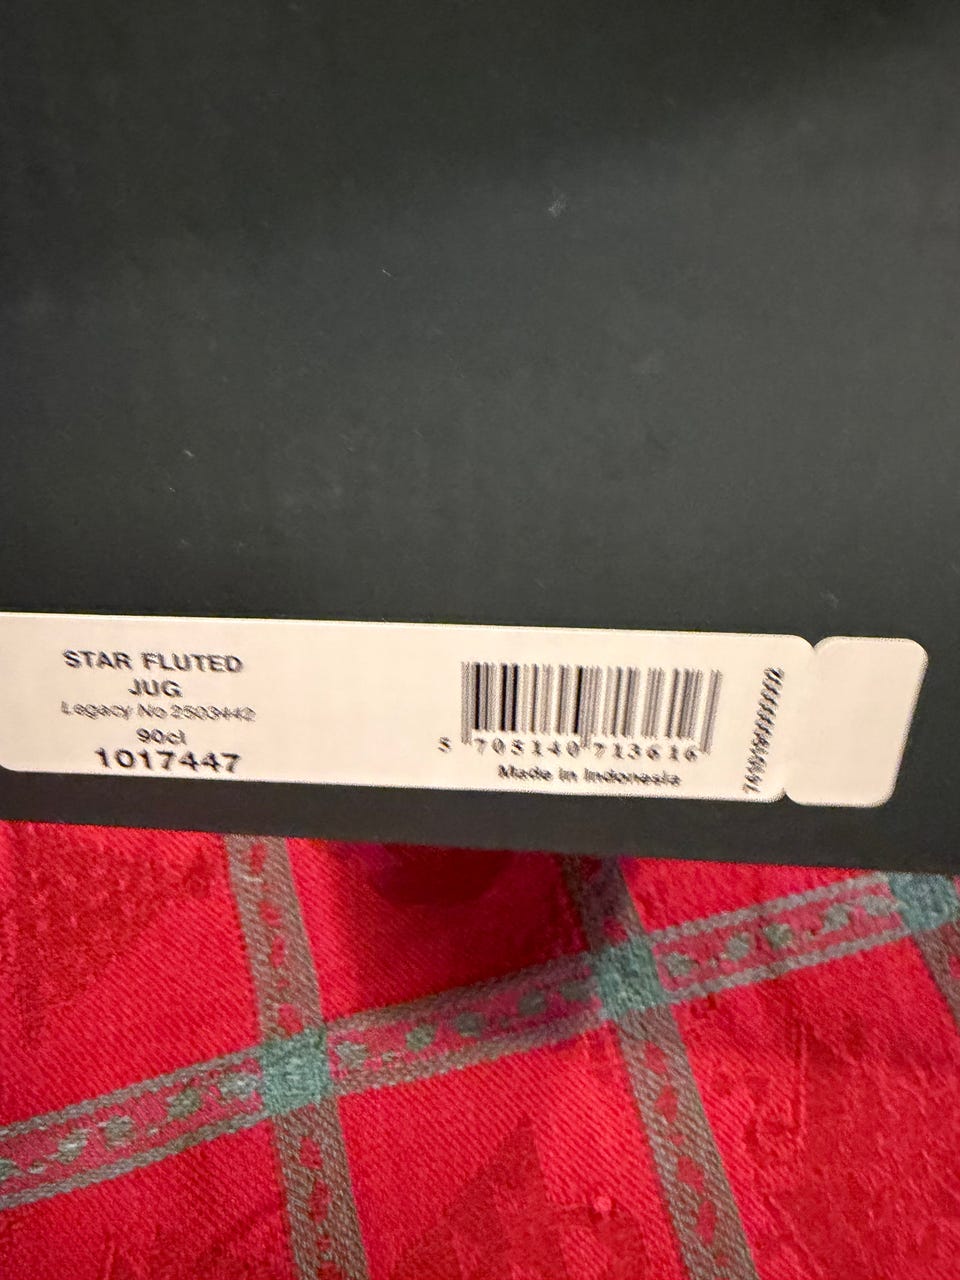 STAR FLUTED
JUG
Legacy No 2503442
90cl
1017447
5 705140 713616
Made in Indonesia